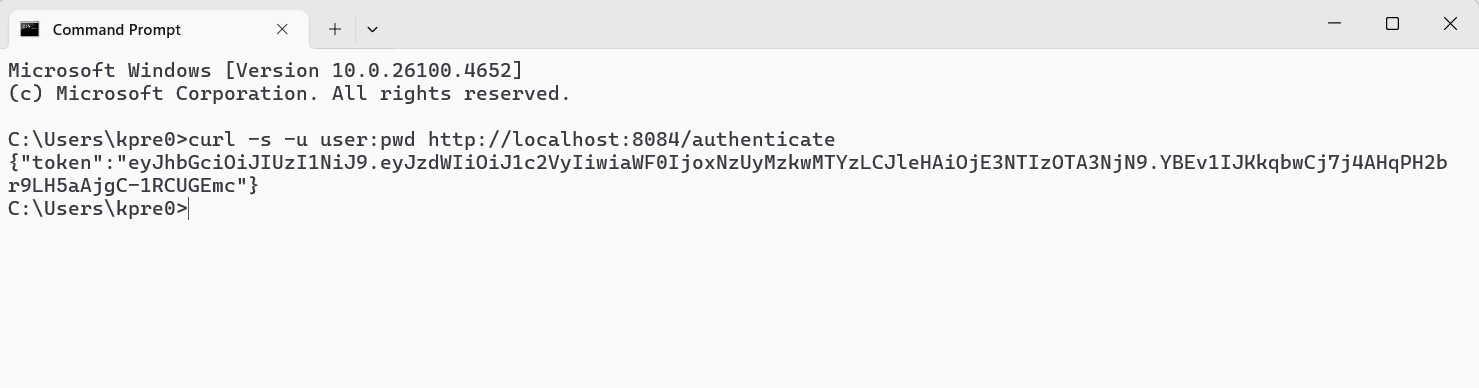 Command Prompt
Microsoft Windows [Version 10.0.26100.4652]
(c) Microsoft Corporation. All rights reserved.
C:\Users\kpre0>curl -s -u user:pwd http://localhost:8084/authenticate
{"token":"eyJhbGciOiJIUzI1NiJ9.eyJzdWIiOiJ1c2VyIiwiaWF0IjoxNzUyMzkwMTYzLCJleHAiOjE3NTIzOTA3NjN9.YBEv1IJKkqbwCj7j4AHqPH2b
r9LH5aAjgC-1RCUGEmc"}
C:\Users\kpre0>